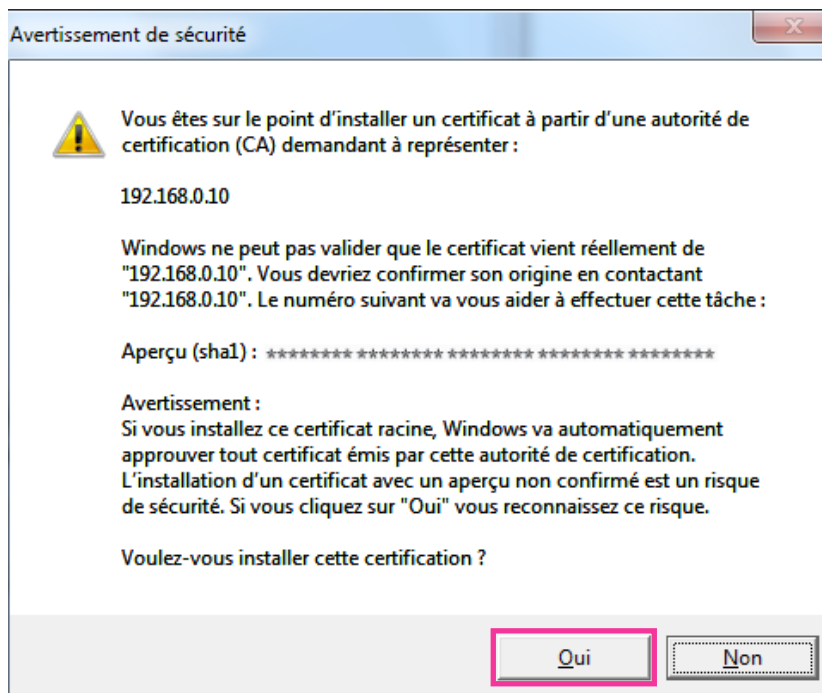 Avertissement de sécurité
Vous êtes sur le point d'installer un certificat à partir d'une autorité de
certification (CA) demandant à représenter :
192.168.0.10
Windows ne peut pas valider que le certificat vient réellement de
"192.168.0.10". Vous devriez confirmer son origine en contactant
"192.168.0.10". Le numéro suivant va vous aider à effectuer cette tâche :
Aperçu (sha1) : ******** ******** ******** ******** ********
Avertissement :
Si vous installez ce certificat racine, Windows va automatiquement
approuver tout certificat émis par cette autorité de certification.
L'installation d'un certificat avec un aperçu non confirmé est un risque
de sécurité. Si vous cliquez sur "Oui" vous reconnaissez ce risque.
Voulez-vous installer cette certification ?
Oui Non